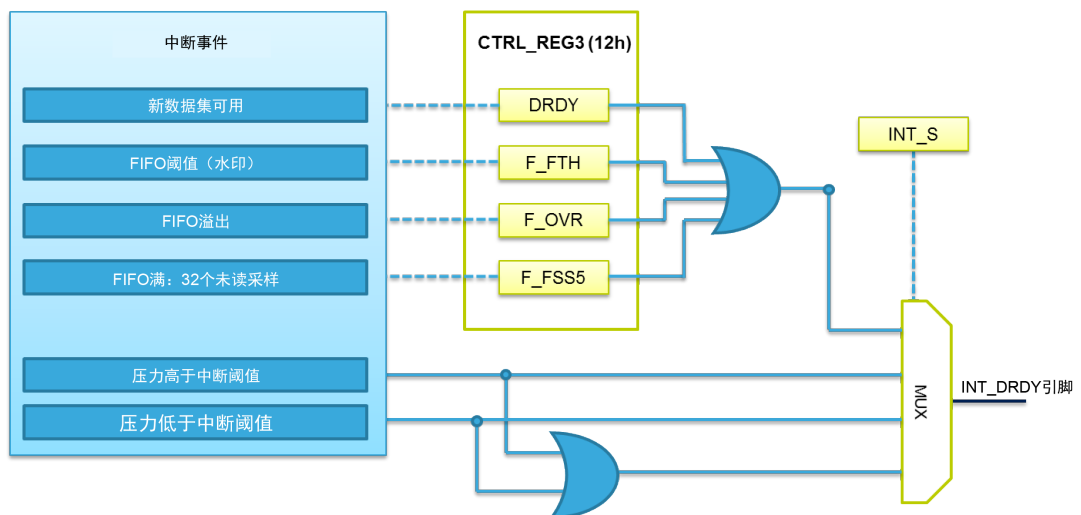 中断事件
CTRL_REG3 (12h)
新数据集可用
DRDY
FIFO阈值（水印）
F_FTH
INT_S
FIFO溢出
F_OVR
FIFO满：32个未读采样
F_FSS5
压力高于中断阈值
压力低于中断阈值
MUX
INT_DRDY引脚